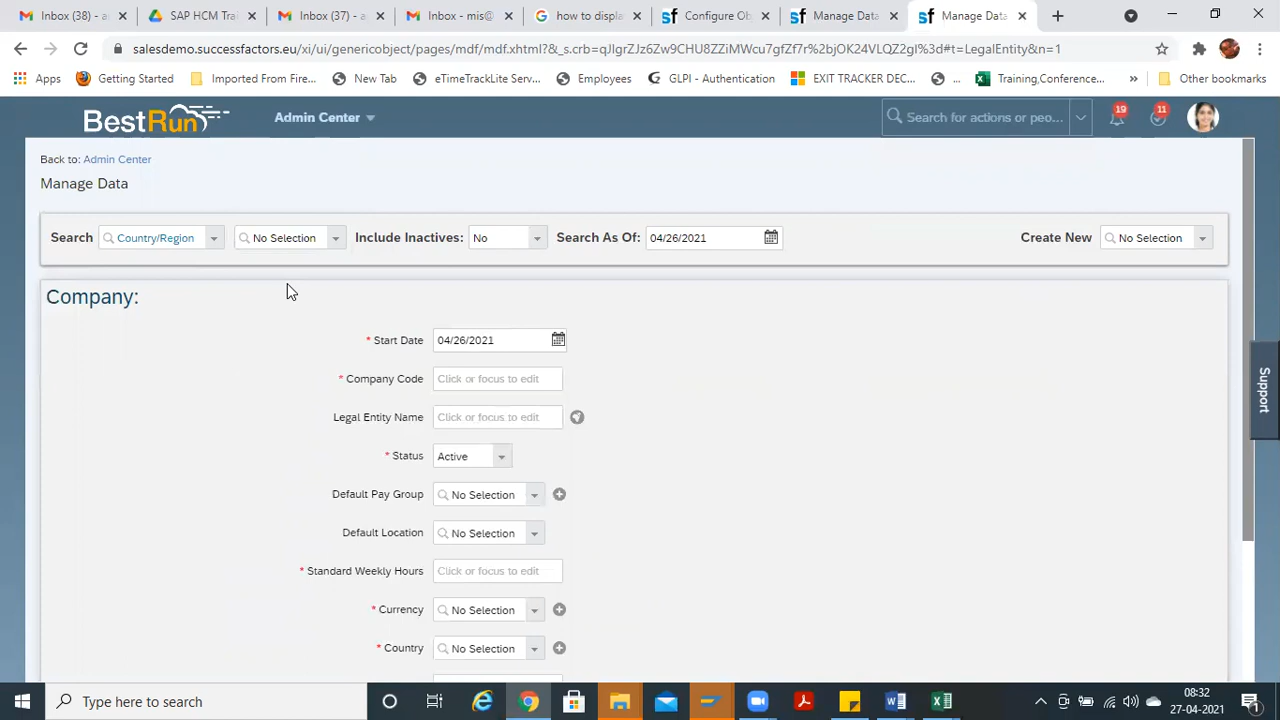 Inbox (38) - a
SAP HCM Tra
Inbox (37) - a
Inbox - mis@
how to displa
Configure Ob
Manage Data
Manage Data
salesdemo.successfactors.eu/xi/ui/genericobject/pages/mdf/mdf.xhtml?&_s.crb=qJIgrZJz6Zw9CHU8ZZiMWcu7gfZf7r%2bjOK24VLQZ2gI%3d#t=LegalEntity&n=1
Apps
Getting Started
Imported From Fire...
New Tab
eTimeTrackLite Serv...
Employees
GLPI - Authentication
EXIT TRACKER DEC...
...
Training,Conference...
»
Other bookmarks
BestRun
Admin Center
Search for actions or peo...
19
11
Back to: Admin Center
Manage Data
Search
Country/Region
No Selection
Include Inactives:
No
Search As Of:
04/26/2021
Create New
No Selection
Company:
* Start Date
04/26/2021
* Company Code
Click or focus to edit
Legal Entity Name
Click or focus to edit
* Status
Active
Default Pay Group
No Selection
Default Location
No Selection
* Standard Weekly Hours
Click or focus to edit
* Currency
No Selection
* Country
No Selection
Support
Type here to search
08:32
27-04-2021
1